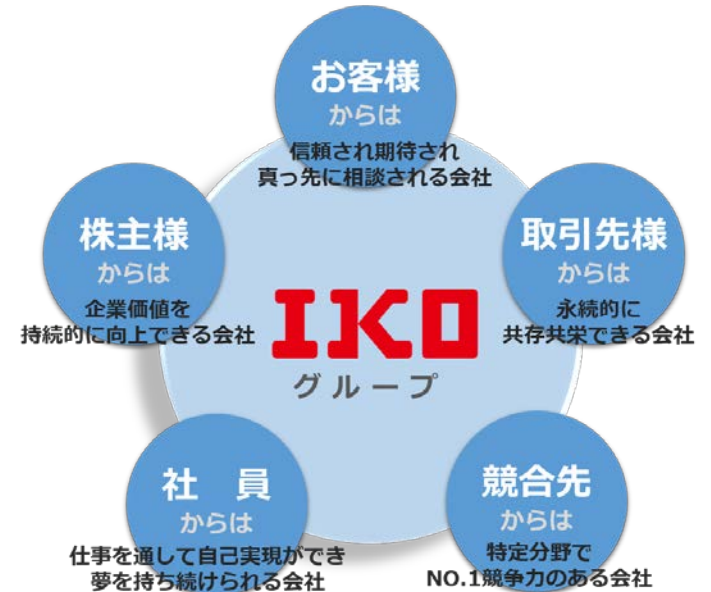 お客様
からは
信頼され期待され
真っ先に相談される会社
株主様
からは
企業価値を
持続的に向上できる会社
取引先様
からは
永続的に
共存共栄できる会社
IKO
グループ
社　員
からは
仕事を通して自己実現ができ
夢を持ち続けられる会社
競合先
からは
特定分野で
NO.1競争力のある会社